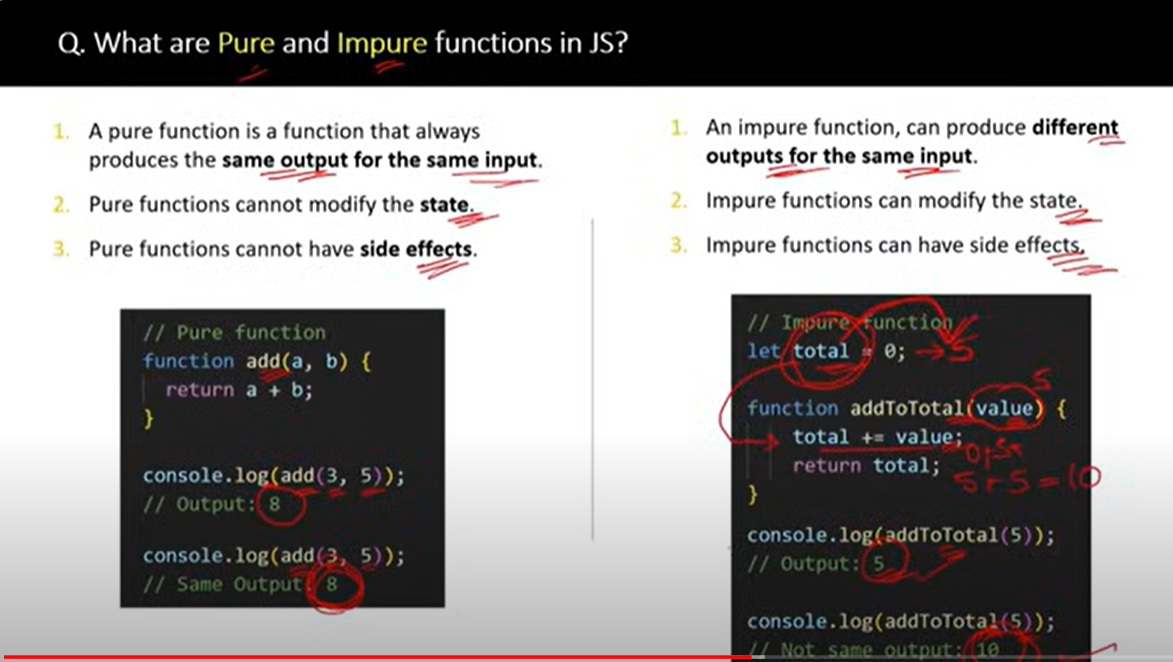 Q. What are Pure and Impure functions in JS?
1. A pure function is a function that always
produces the same output for the same input.
2. Pure functions cannot modify the state.
3. Pure functions cannot have side effects.
// Pure function
function add(a, b) {
return a + b;
}
console.log(add(3, 5));
// Output: 8
console.log(add(3, 5));
// Same Output: 8
1. An impure function, can produce different
outputs for the same input.
2. Impure functions can modify the state.
3. Impure functions can have side effects.
// Impure function
let total = 0; → 5
5
function addToTotal(value) {
total += value;
return total;
5+5=10
}
console.log(addToTotal(5));
// Output: 5
console.log(addToTotal(5));
// Not same output: 10